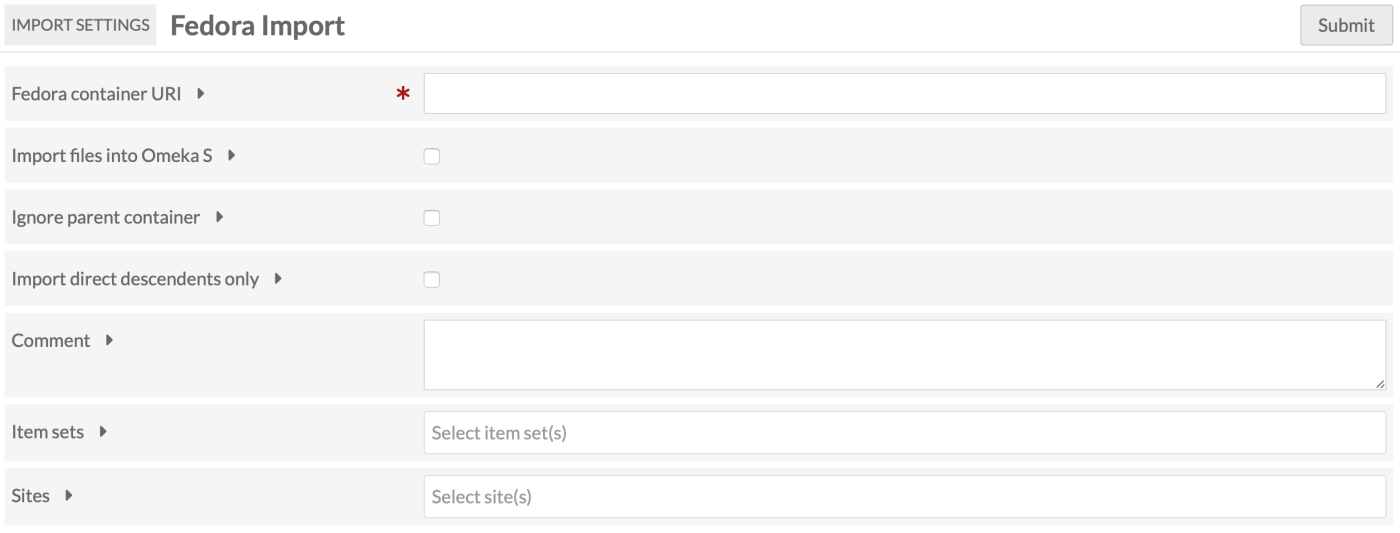 IMPORT SETTINGS Fedora Import Submit
Fedora container URI *
Import files into Omeka S
Ignore parent container
Import direct descendents only
Comment
Item sets Select item set(s)
Sites Select site(s)